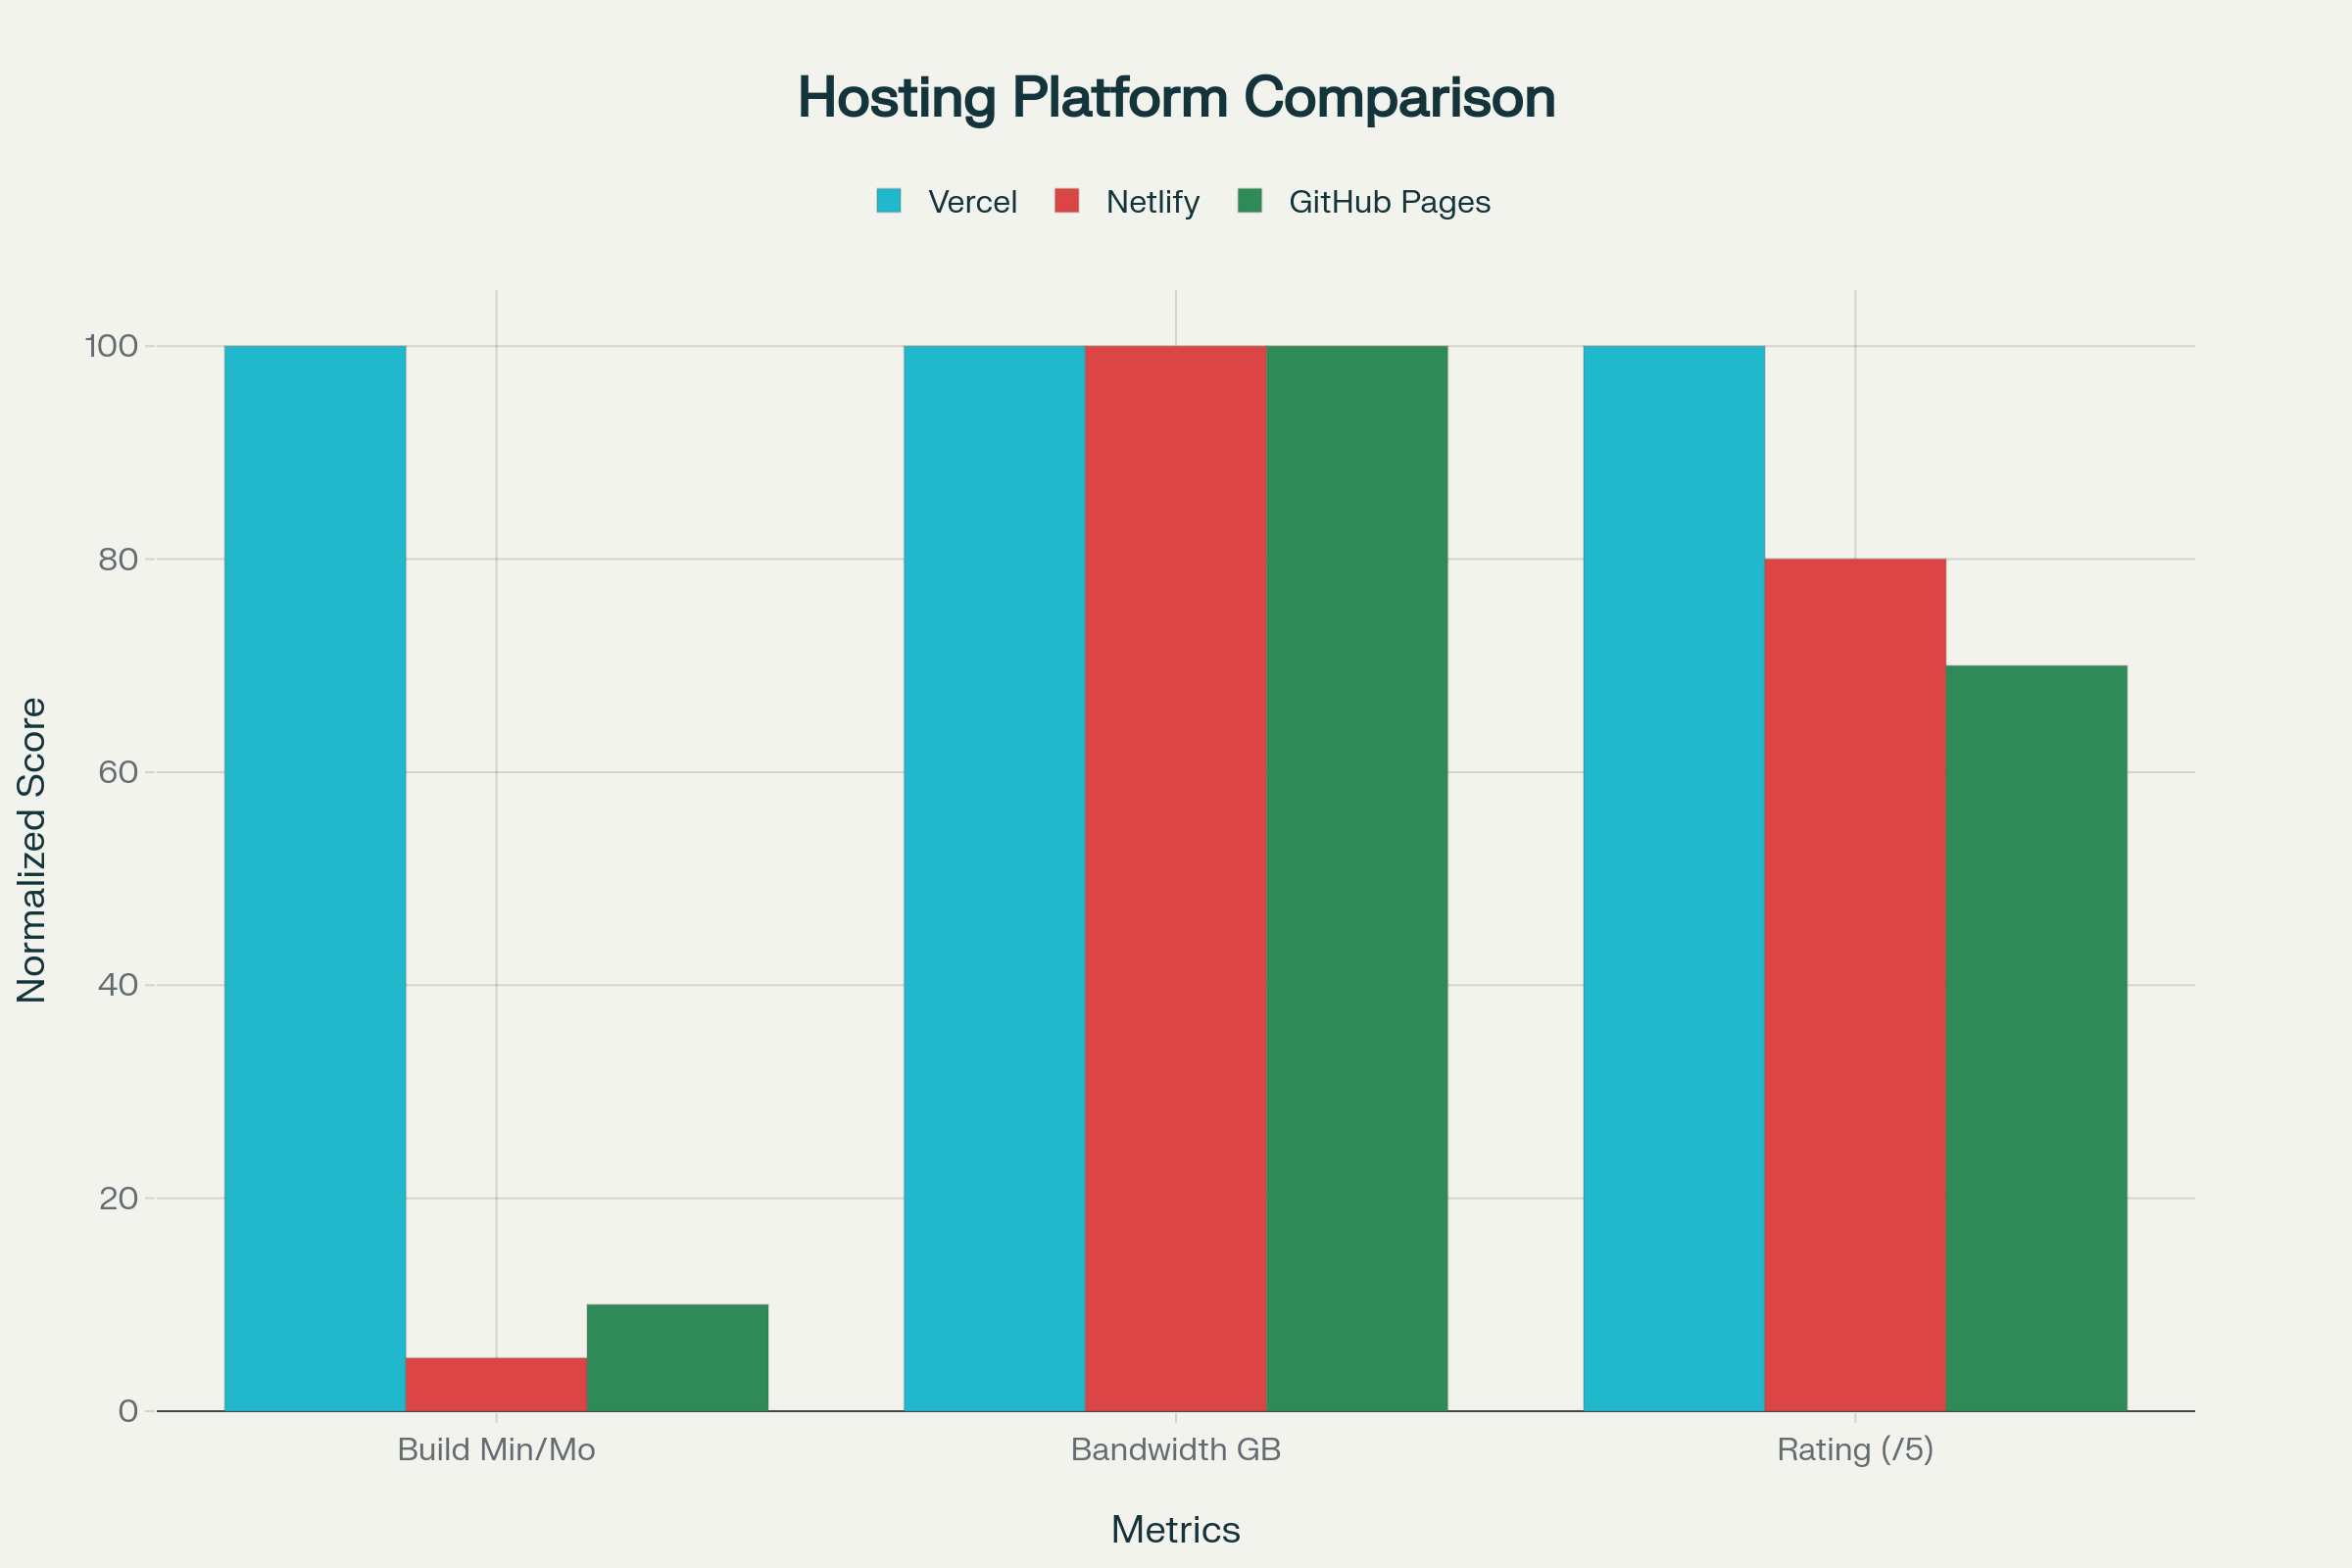 Hosting Platform Comparison
Vercel Netlify GitHub Pages
Normalized Score
100
80
60
40
20
0
Build Min/Mo Bandwidth GB Rating (/5)
Metrics